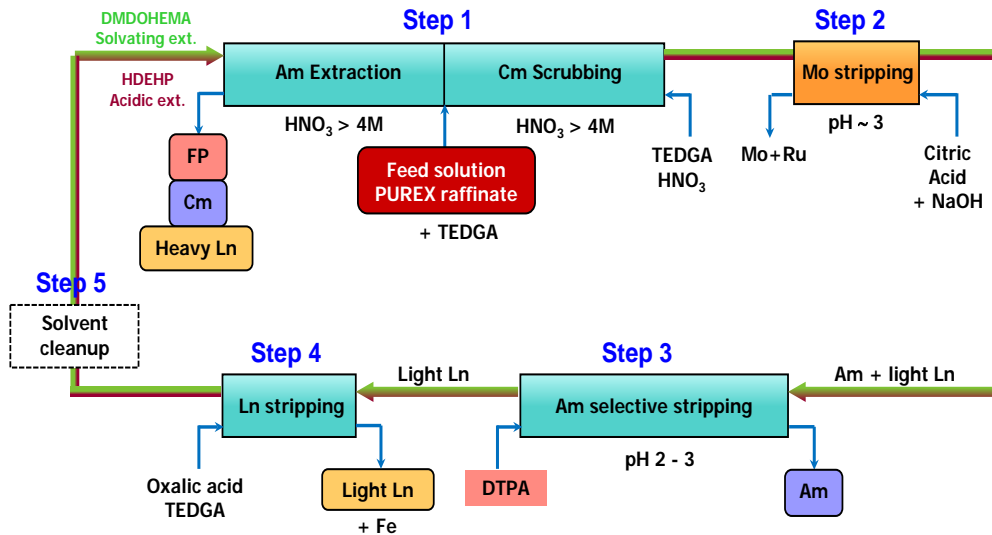 DMDOHEMA
Solvating ext.
HDEHP
Acidic ext.
Step 1
Am Extraction
Cm Scrubbing
HNO3 > 4M
HNO3 > 4M
Feed solution
PUREX raffinate
+ TEDGA
TEDGA
HNO3
FP
Cm
Heavy Ln
Step 2
Mo stripping
pH ~ 3
Mo+Ru
Citric
Acid
+ NaOH
Step 5
Solvent
cleanup
Step 4
Ln stripping
Oxalic acid
TEDGA
Light Ln
+ Fe
Light Ln
Step 3
Am selective stripping
pH 2 - 3
DTPA
Am
Am + light Ln